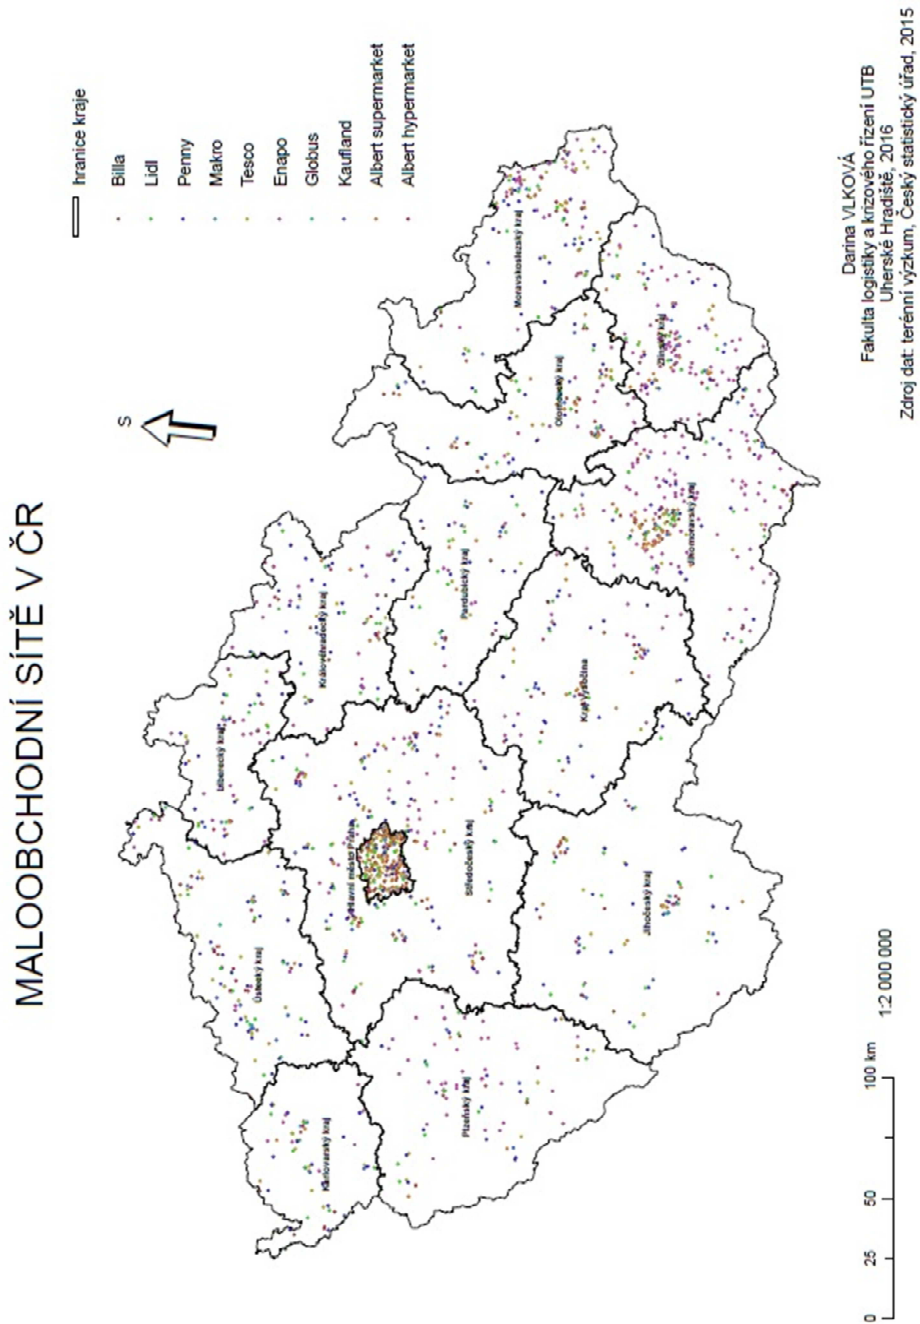 MALOOBCHODNÍ SÍTĚ V ČR
S
hranice kraje
Billa
Lidl
Penny
Makro
Tesco
Enapo
Globus
Kaufland
Albert supermarket
Albert hypermarket
Liberecký kraj
Ústecký kraj
Karlovarský kraj
Královéhradecký kraj
Hlavní město Praha
Středočeský kraj
Pardubický kraj
Plzeňský kraj
Moravskoslezský kraj
Olomoucký kraj
Kraj Vysočina
Zlínský kraj
Jihomoravský kraj
Jihočeský kraj
0 25 50 100 km
1:2 000 000
Darina VLKOVÁ
Fakulta logistiky a krizového řízení UTB
Uherské Hradiště, 2016
Zdroj dat: terénní výzkum, Český statistický úřad, 2015